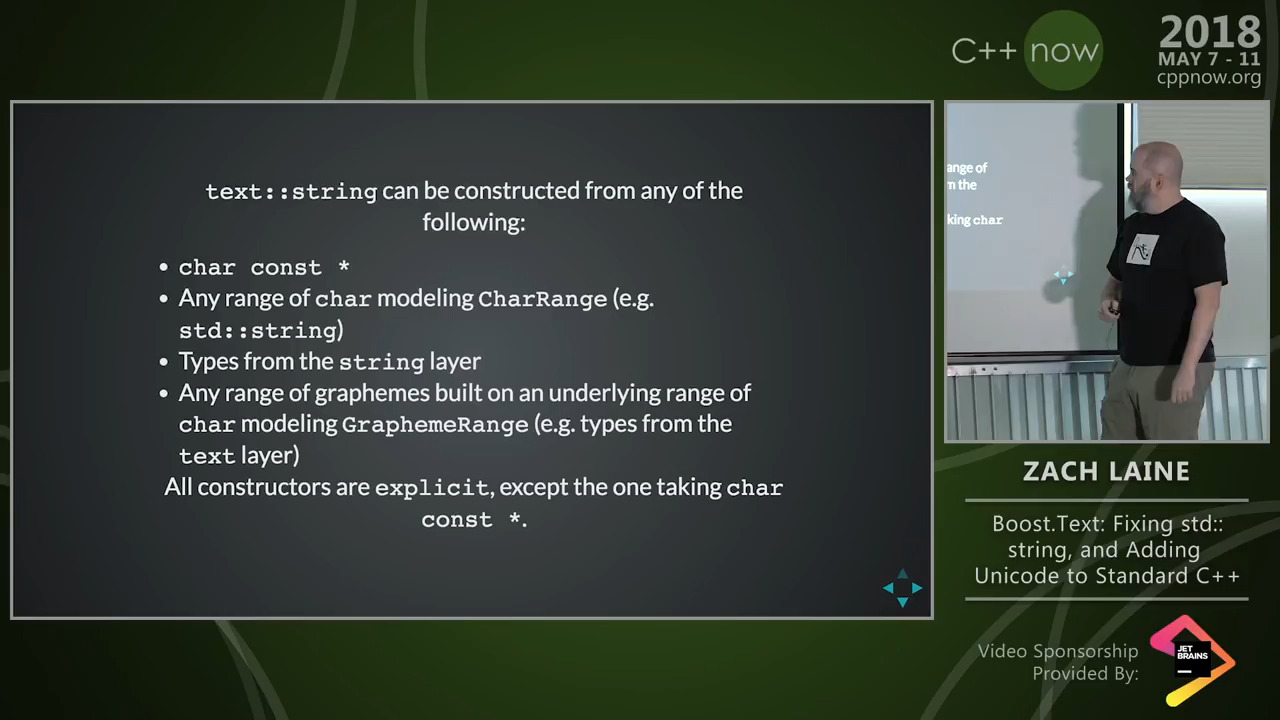 C++ now
2018
MAY 7 - 11
cppnow.org
text::string can be constructed from any of the
following:
• char const *
• Any range of char modeling CharRange (e.g.
std::string)
• Types from the string layer
• Any range of graphemes built on an underlying range of
char modeling GraphemeRange (e.g. types from the
text layer)
All constructors are explicit, except the one taking char
const *.
ange of
m the
king char
ZACH LAINE
Boost.Text: Fixing std::
string, and Adding
Unicode to Standard C++
Video Sponsorship
Provided By:
JET
BRAINS